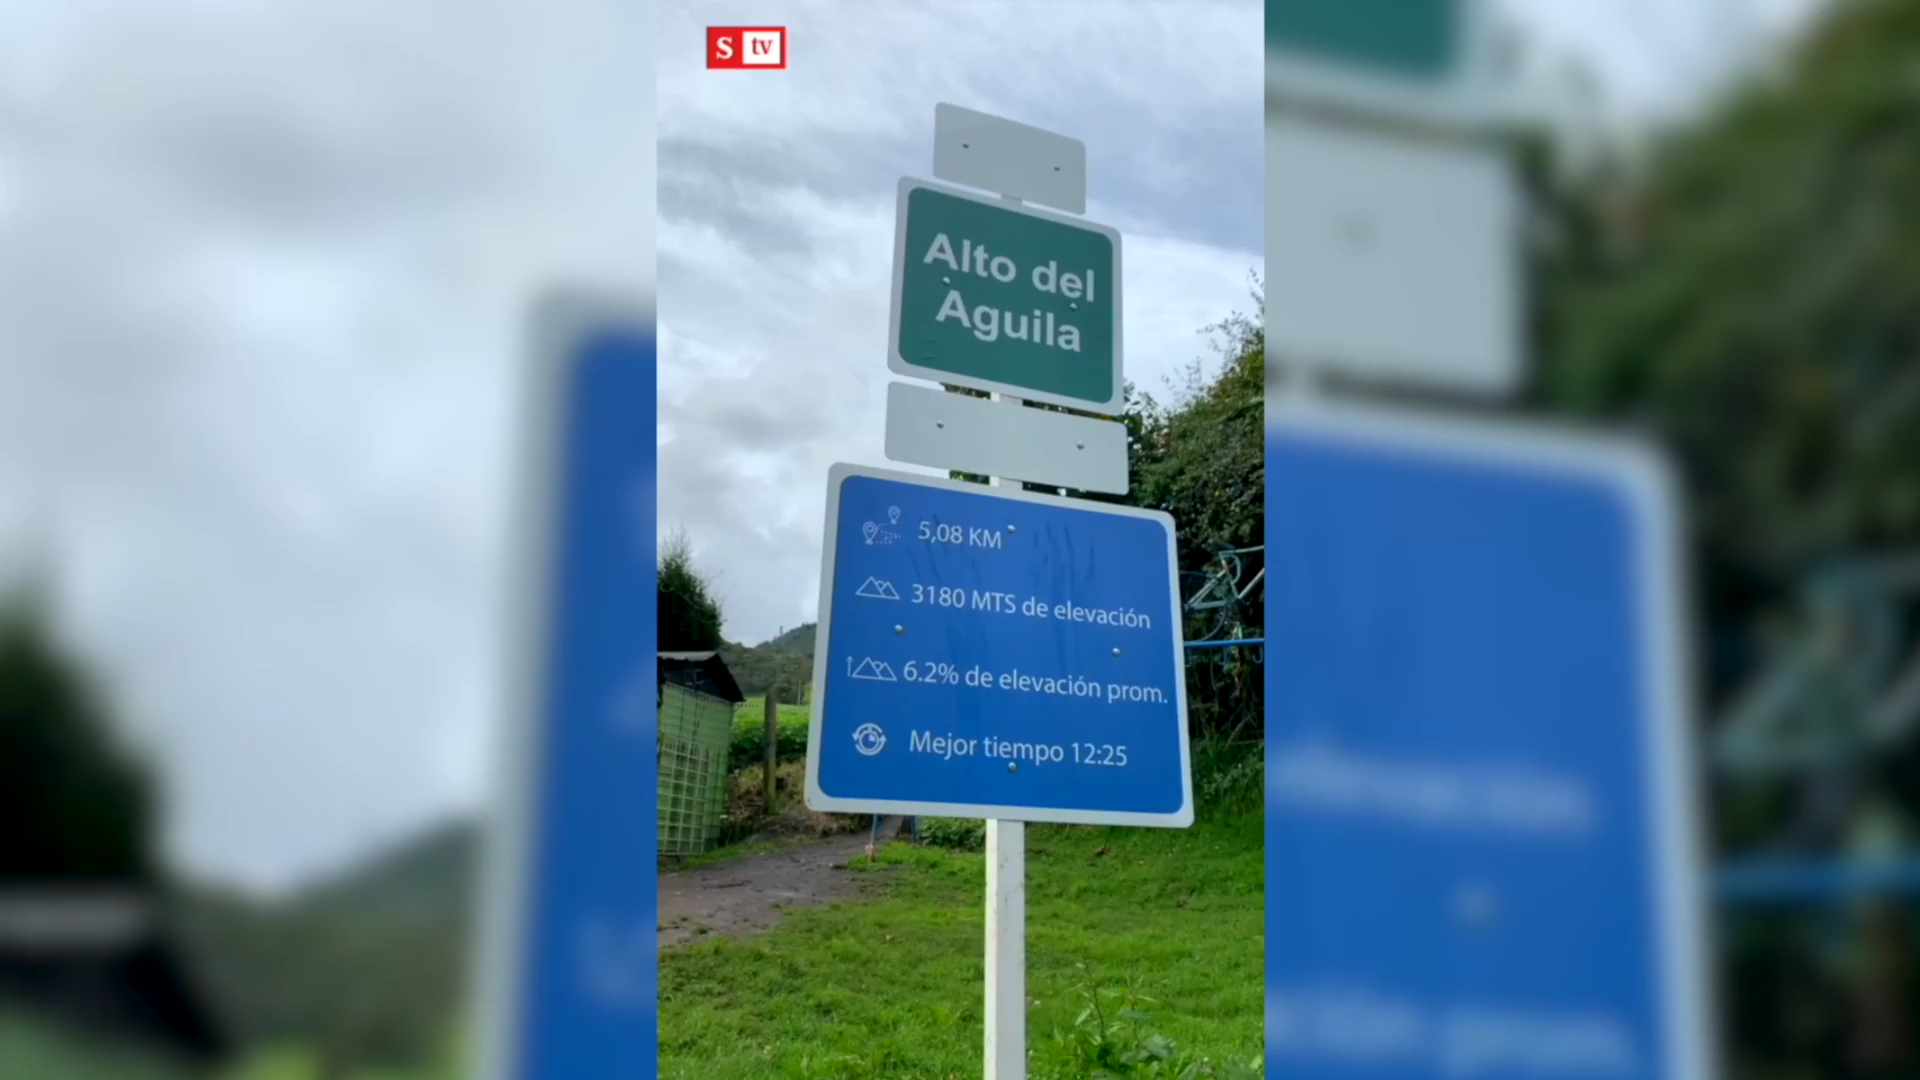 S tv
Alto del
Aguila
5,08 KM
3180 MTS de elevación
6.2% de elevación prom.
Mejor tiempo 12:25